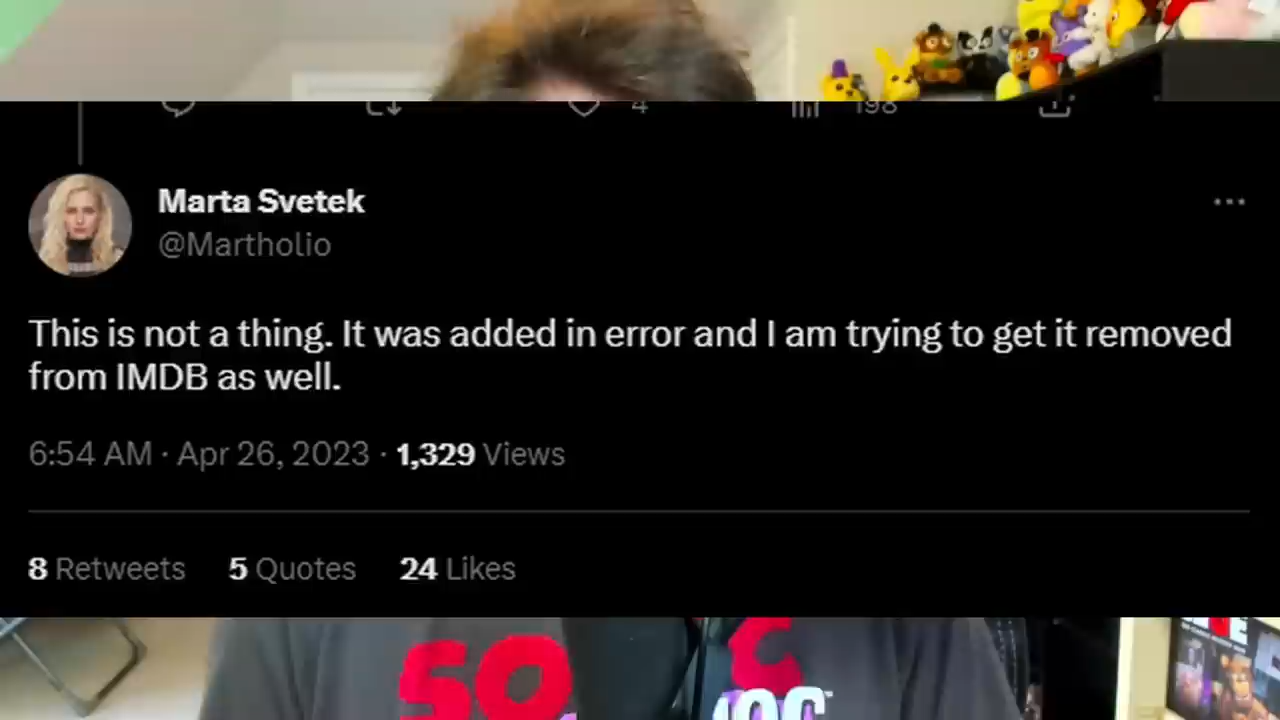 4 198
Marta Svetek
@Martholio
This is not a thing. It was added in error and I am trying to get it removed
from IMDB as well.
6:54 AM · Apr 26, 2023 · 1,329 Views
8 Retweets 5 Quotes 24 Likes